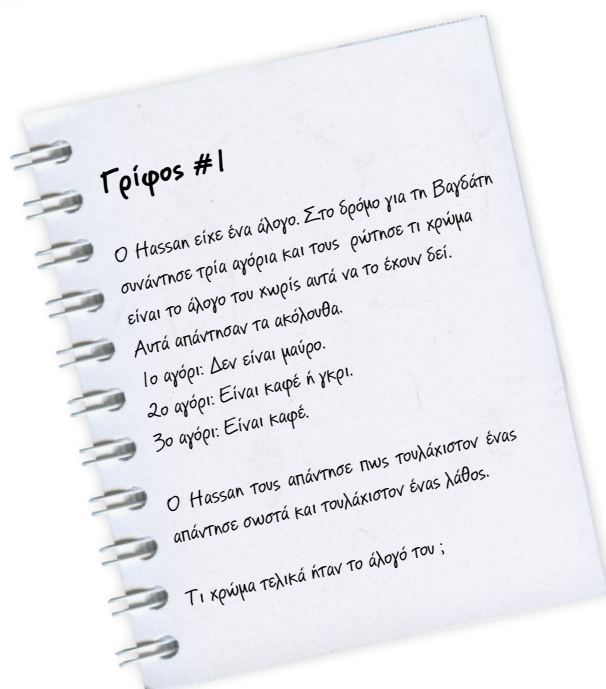 Γρίφος #1
Ο Hassan είχε ένα άλογο. Στο δρόμο για τη Βαγδάτη
συνάντησε τρία αγόρια και τους ρώτησε τι χρώμα
είναι το άλογο του χωρίς αυτά να το έχουν δεί.
Αυτά απάντησαν τα ακόλουθα.
1ο αγόρι: Δεν είναι μαύρο.
2ο αγόρι: Είναι καφέ ή γκρι.
3ο αγόρι: Είναι καφέ.
Ο Hassan τους απάντησε πως τουλάχιστον ένας
απάντησε σωστά και τουλάχιστον ένας λάθος.
Τι χρώμα τελικά ήταν το άλογό του ;